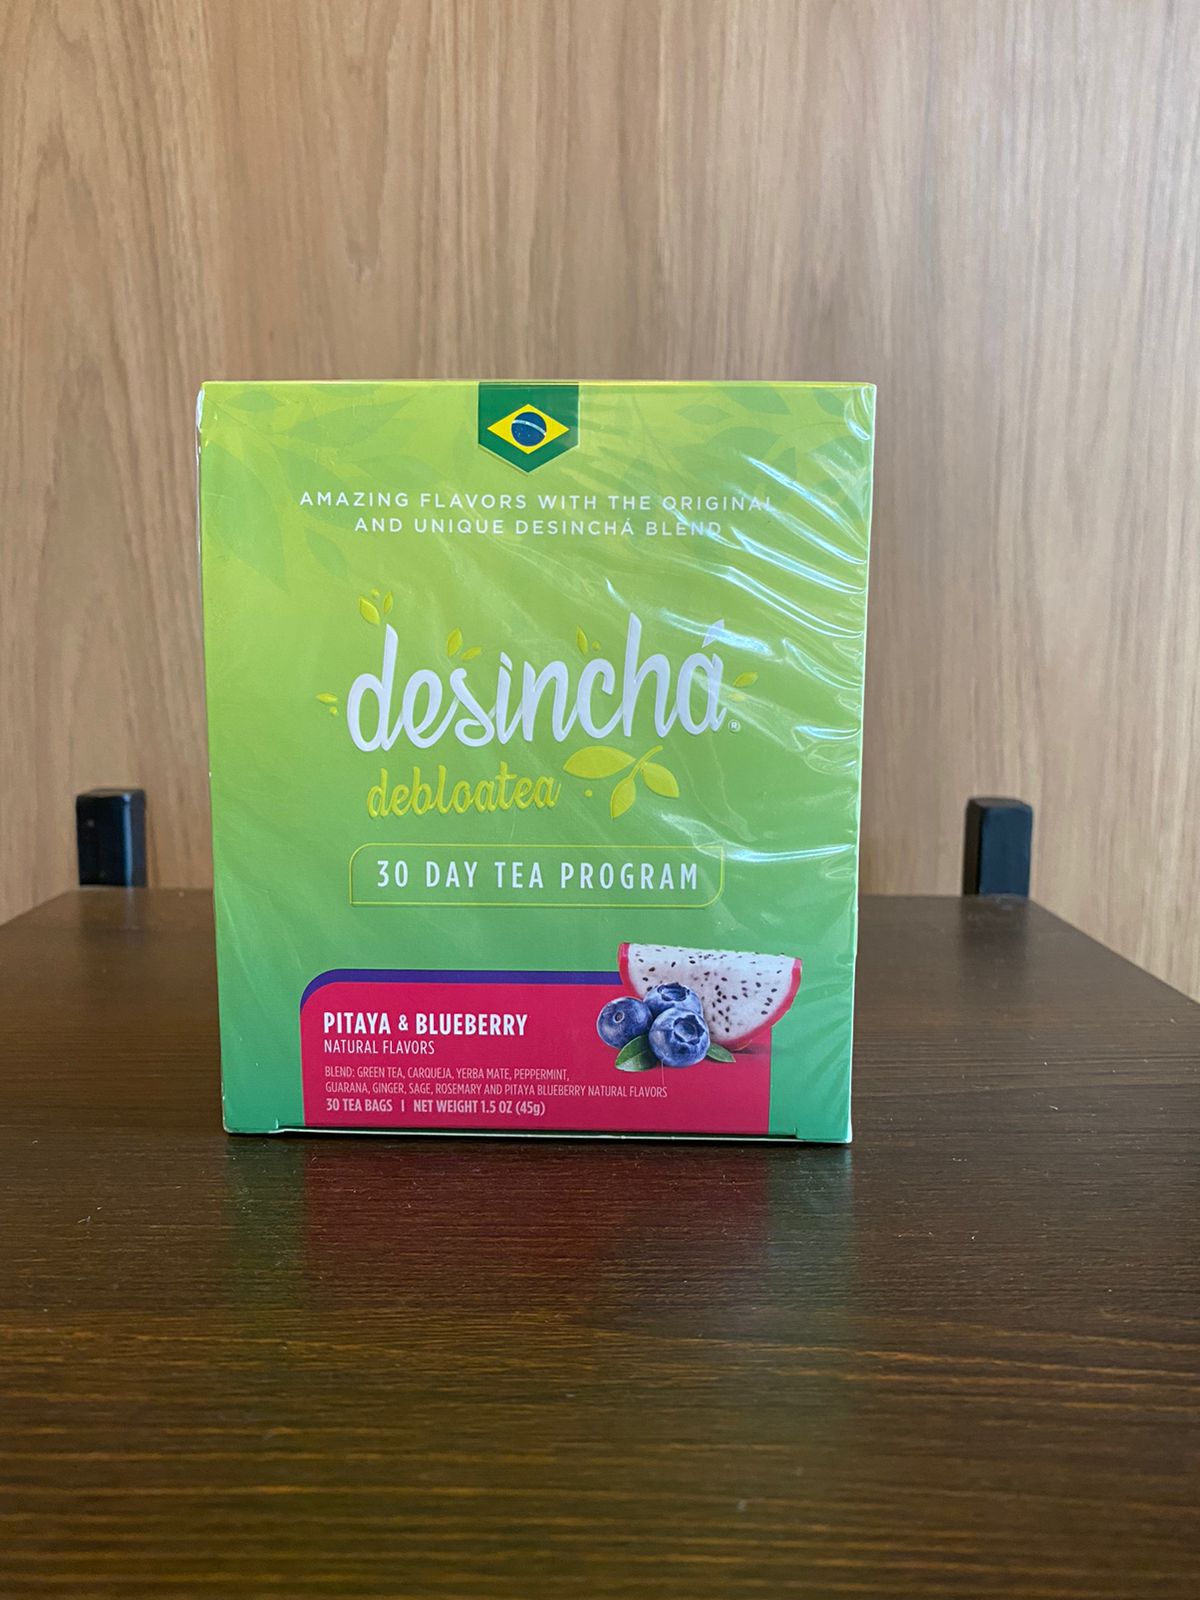 AMAZING FLAVORS WITH THE ORIGINAL
AND UNIQUE DESINCHÁ BLEND
desinchá®
debloatea
30 DAY TEA PROGRAM
PITAYA & BLUEBERRY
NATURAL FLAVORS
BLEND: GREEN TEA, CARQUEJA, YERBA MATE, PEPPERMINT,
GUARANA, GINGER, SAGE, ROSEMARY AND PITAYA BLUEBERRY NATURAL FLAVORS
30 TEA BAGS | NET WEIGHT 1.5 OZ (45g)